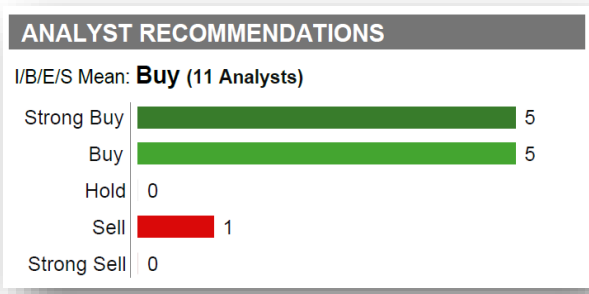 ANALYST RECOMMENDATIONS
I/B/E/S Mean: Buy (11 Analysts)
Strong Buy 5
Buy 5
Hold 0
Sell 1
Strong Sell 0